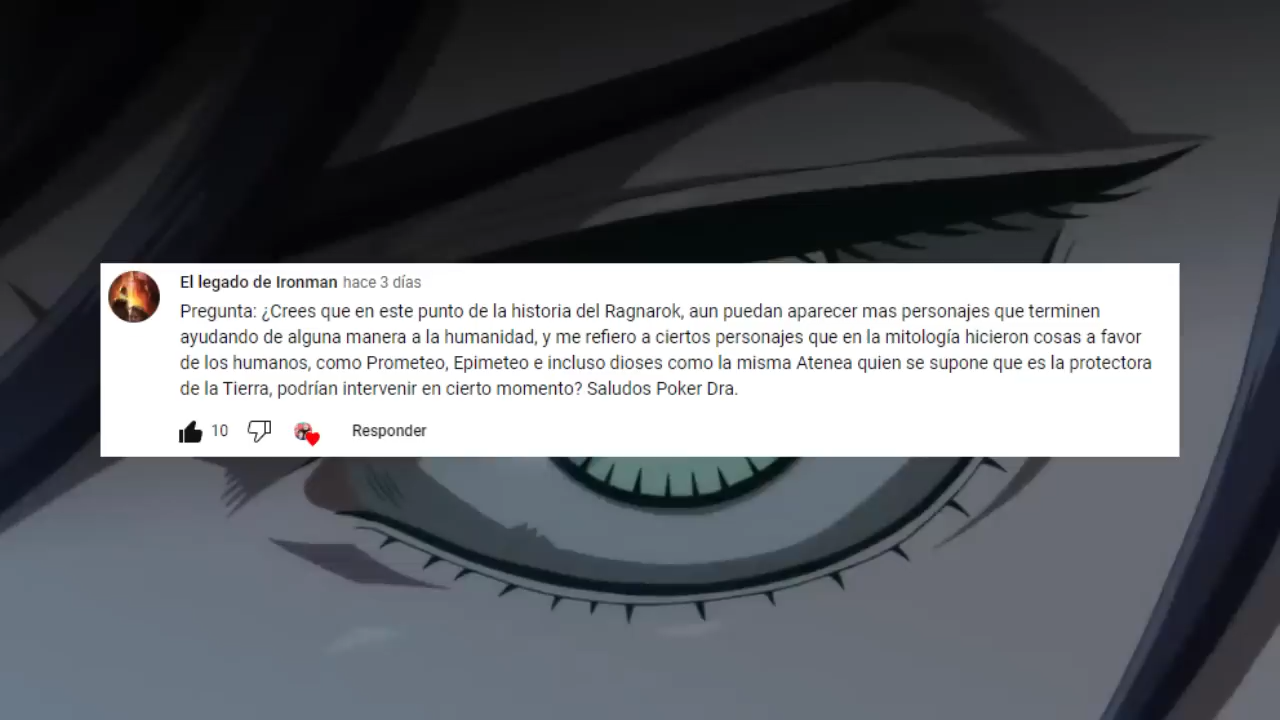 El legado de Ironman hace 3 días
Pregunta: ¿Crees que en este punto de la historia del Ragnarok, aun puedan aparecer mas personajes que terminen
ayudando de alguna manera a la humanidad, y me refiero a ciertos personajes que en la mitología hicieron cosas a favor
de los humanos, como Prometeo, Epimeteo e incluso dioses como la misma Atenea quien se supone que es la protectora
de la Tierra, podrían intervenir en cierto momento? Saludos Poker Dra.
10 Responder